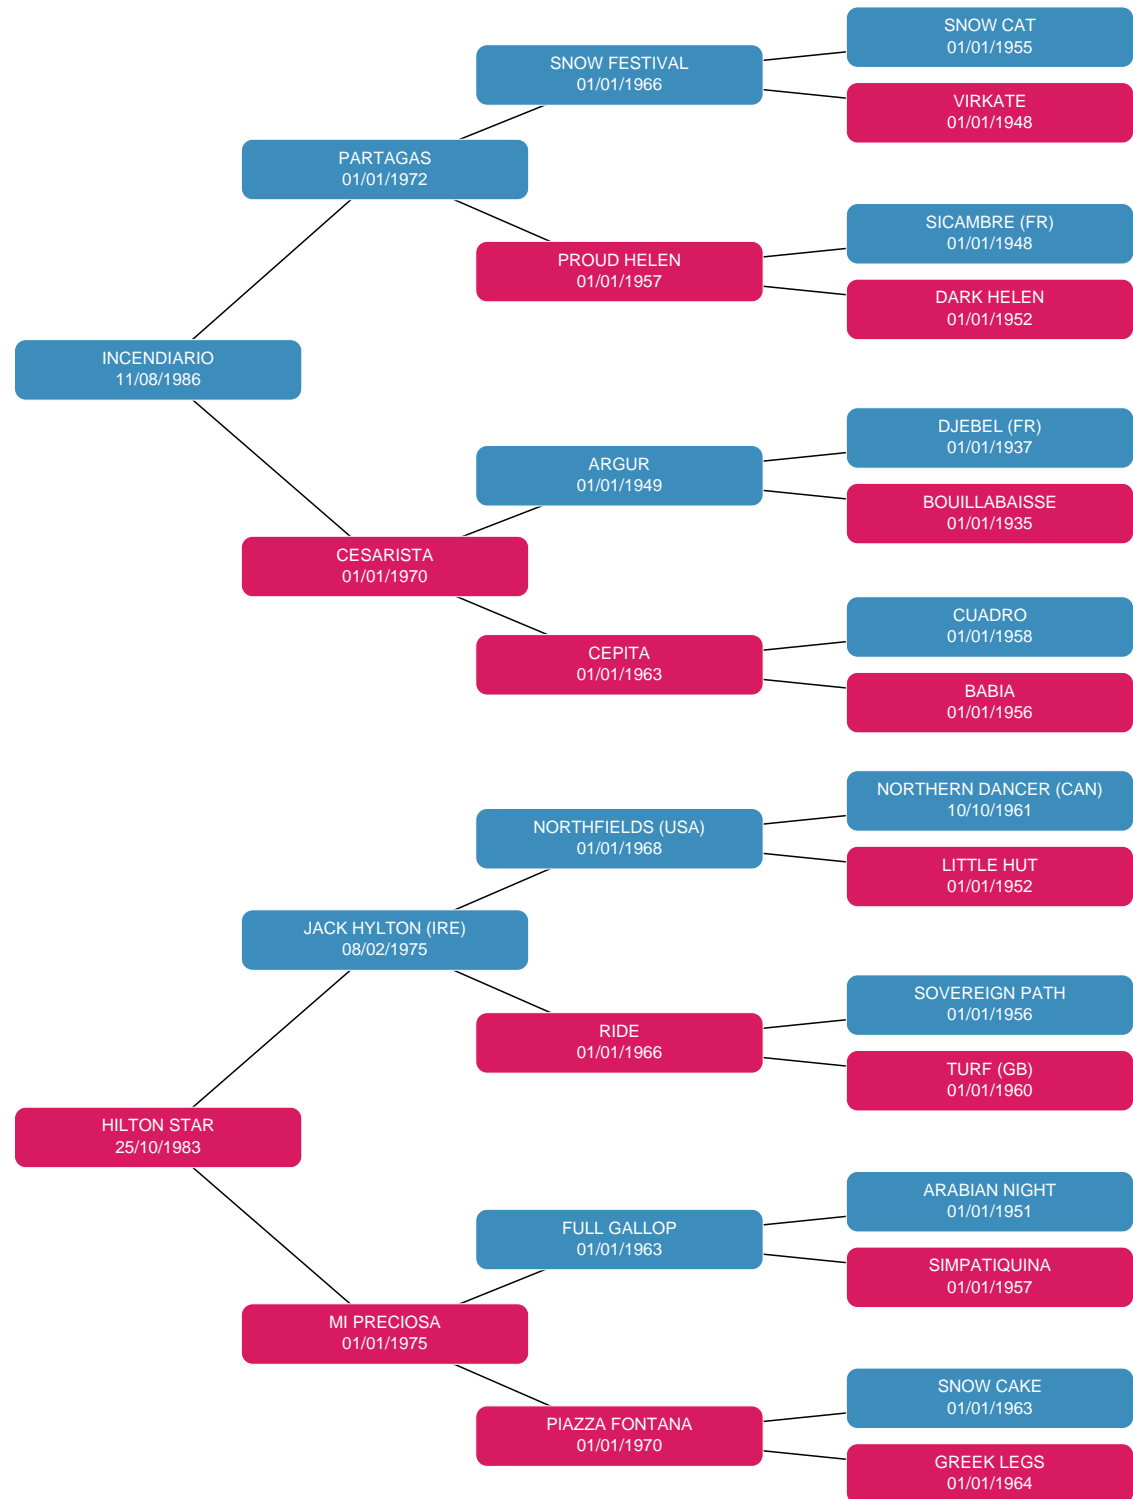 SNOW CAT
01/01/1955
SNOW FESTIVAL
01/01/1966
VIRKATE
01/01/1948
PARTAGAS
01/01/1972
SICAMBRE (FR)
01/01/1948
PROUD HELEN
01/01/1957
DARK HELEN
01/01/1952
INCENDIARIO
11/08/1986
DJEBEL (FR)
01/01/1937
ARGUR
01/01/1949
BOUILLABAISSE
01/01/1935
CESARISTA
01/01/1970
CUADRO
01/01/1958
CEPITA
01/01/1963
BABIA
01/01/1956
NORTHERN DANCER (CAN)
10/10/1961
NORTHFIELDS (USA)
01/01/1968
LITTLE HUT
01/01/1952
JACK HYLTON (IRE)
08/02/1975
SOVEREIGN PATH
01/01/1956
RIDE
01/01/1966
TURF (GB)
01/01/1960
HILTON STAR
25/10/1983
ARABIAN NIGHT
01/01/1951
FULL GALLOP
01/01/1963
SIMPATIQUINA
01/01/1957
MI PRECIOSA
01/01/1975
SNOW CAKE
01/01/1963
PIAZZA FONTANA
01/01/1970
GREEK LEGS
01/01/1964